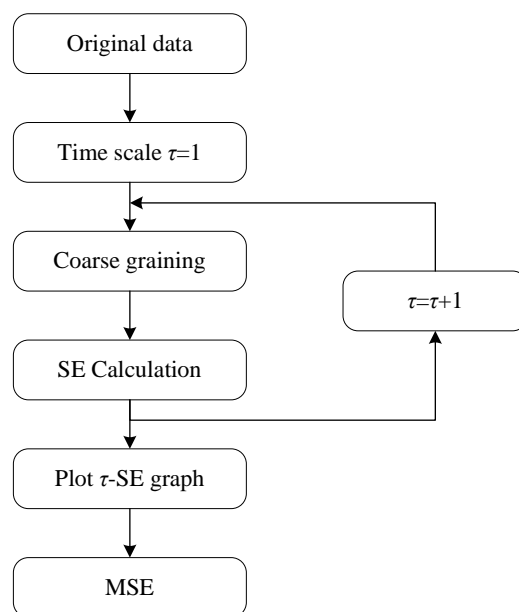 Original data
Time scale τ=1
Coarse graining
τ=τ+1
SE Calculation
Plot τ-SE graph
MSE